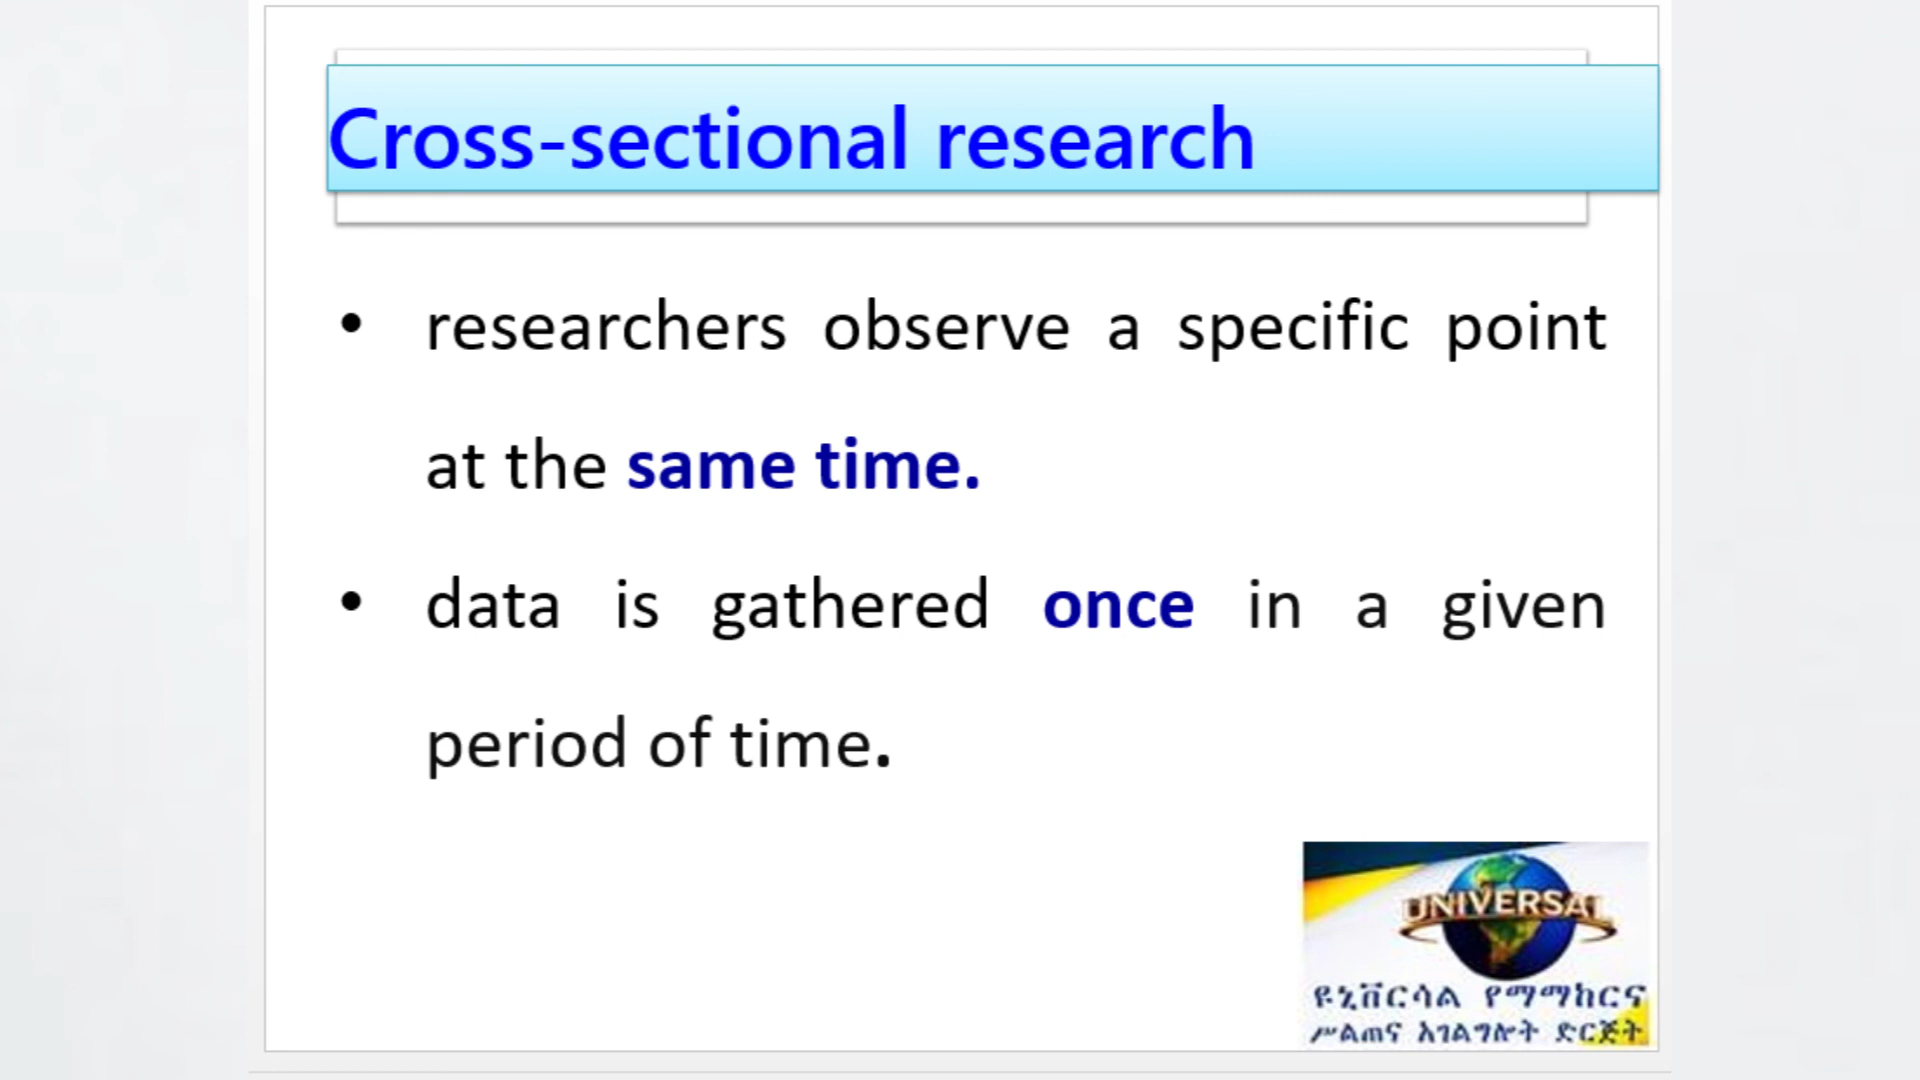 Cross-sectional research
• researchers observe a specific point
at the same time.
• data is gathered once in a given
period of time.
UNIVERSAL
ዩኒቨርሳል የማማከርና
ሥልጠና አገልግሎት ድርጅት